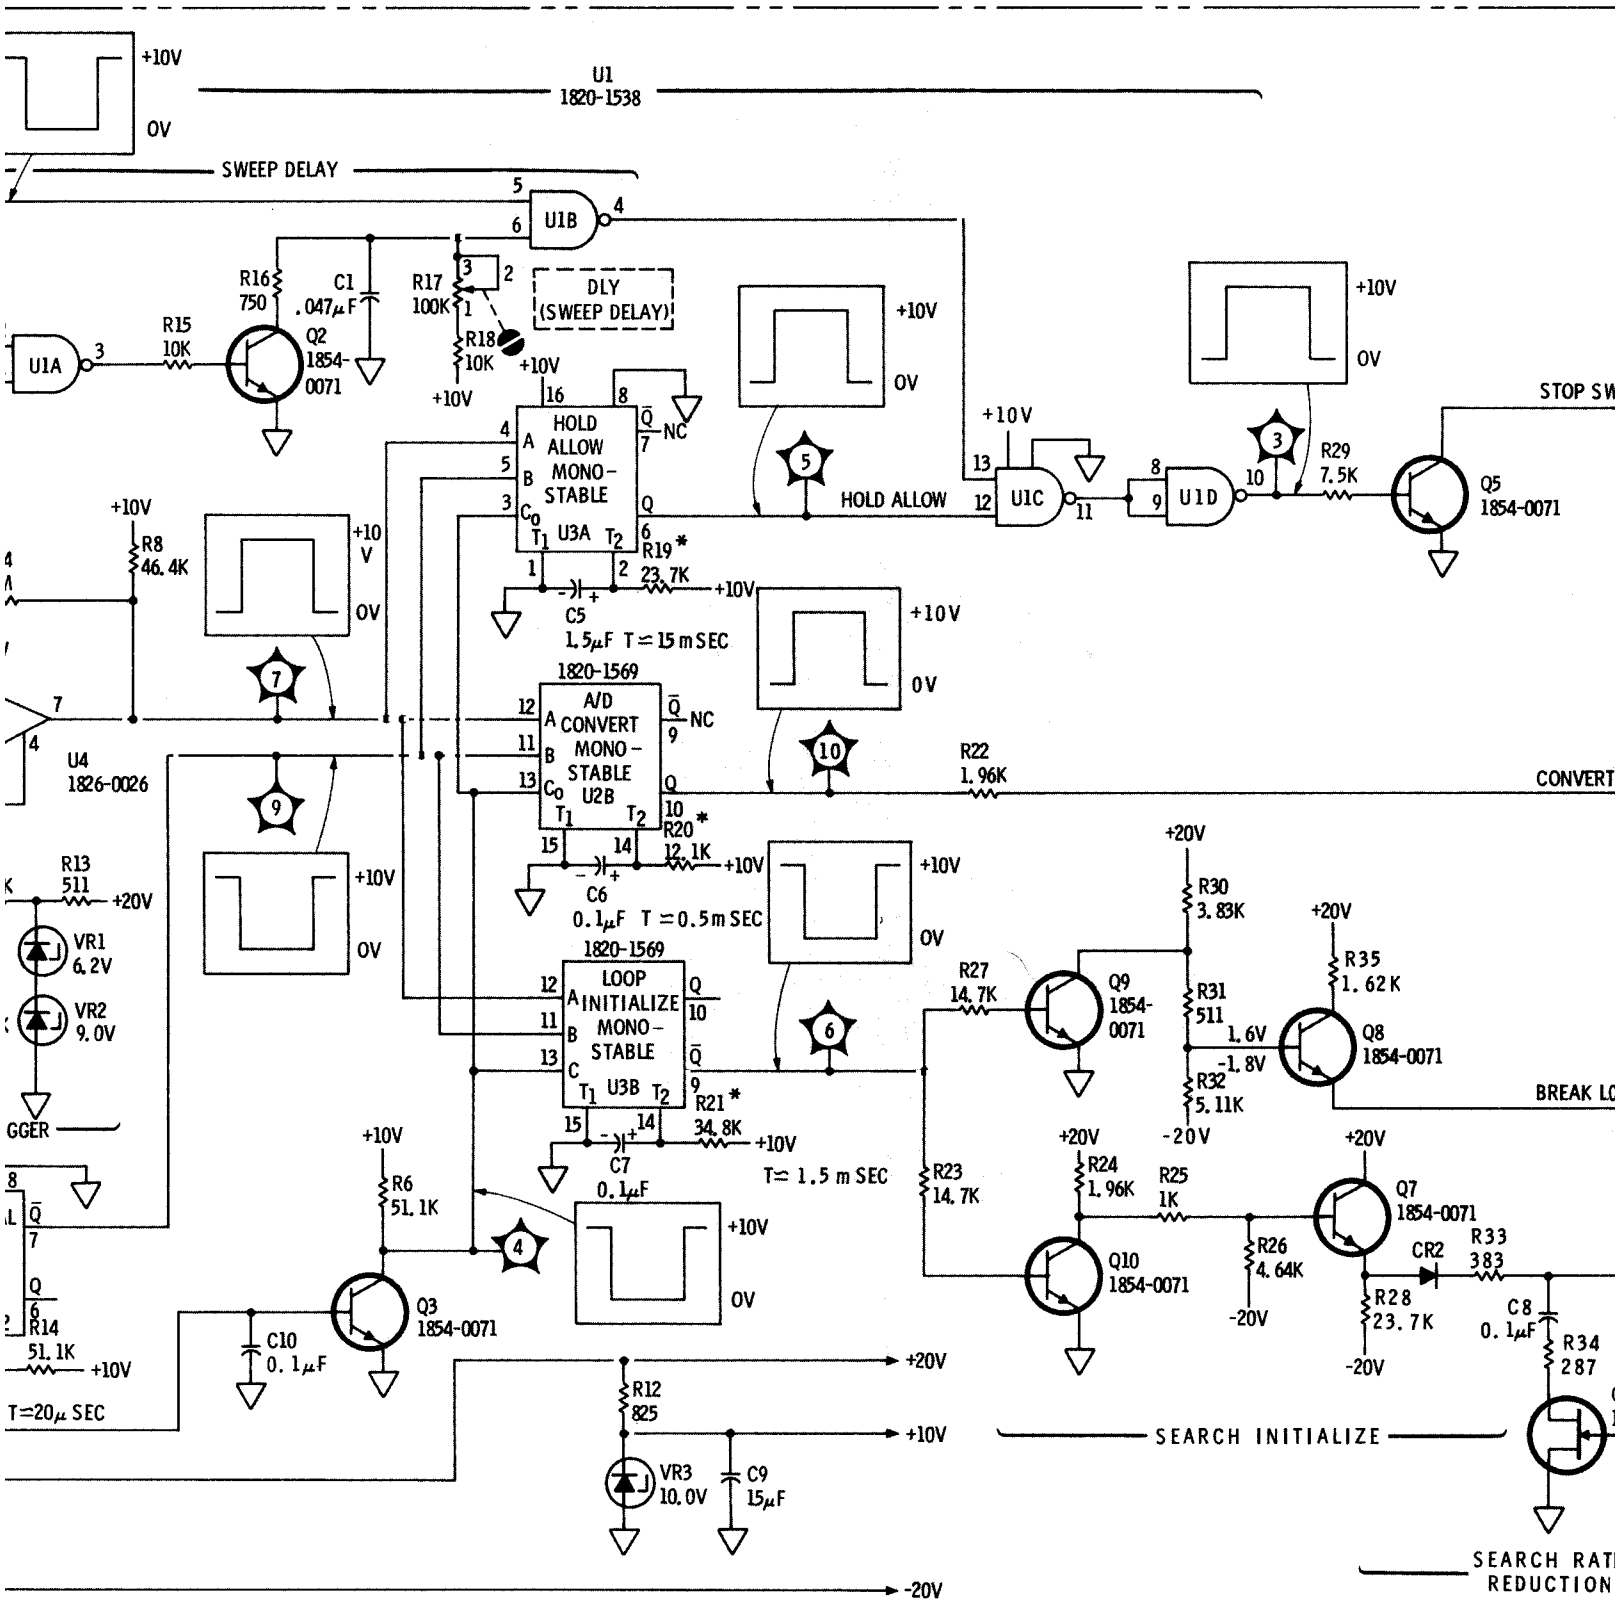 +10V
0V
U1
1820-1538
SWEEP DELAY
5
6
U1B
4
R16
750
C1
.047μF
R17
100K
3
2
1
DLY
(SWEEP DELAY)
R18
10K
+10V
+10V
U1A
3
R15
10K
Q2
1854-
0071
16
8
HOLD
ALLOW
MONO-
STABLE
U3A
4
A
5
B
3
C0
T1
T2
Q̅
7
NC
Q
6
1
2
R19*
23.7K
+10V
C5
- +
1.5μF T≃15mSEC
+10V
0V
5
HOLD ALLOW
+10V
13
12
U1C
11
8
9
U1D
10
3
+10V
0V
R29
7.5K
Q5
1854-0071
STOP SW
+10V
R8
46.4K
+10
V
0V
7
7
4
U4
1826-0026
9
+10V
0V
1820-1569
A/D
CONVERT
MONO-
STABLE
U2B
12
A
11
B
13
C0
T1
T2
Q̅
9
NC
Q
10
15
14
R20*
12.1K
+10V
C6
- +
0.1μF T≃0.5mSEC
+10V
0V
10
R22
1.96K
CONVERT
R13
511
+20V
VR1
6.2V
VR2
9.0V
GGER
1820-1569
LOOP
INITIALIZE
MONO-
STABLE
U3B
12
A
11
B
13
C
T1
T2
Q
10
Q̅
9
15
14
R21*
34.8K
+10V
C7
- +
0.1μF
T≃ 1.5 mSEC
+10V
0V
6
R27
14.7K
Q9
1854-
0071
+20V
R30
3.83K
R31
511
1.6V
-1.8V
R32
5.11K
-20V
+20V
R35
1.62K
Q8
1854-0071
BREAK LO
R23
14.7K
+20V
R24
1.96K
R25
1K
Q10
1854-0071
R26
4.64K
-20V
+20V
Q7
1854-0071
CR2
R33
383
R28
23.7K
-20V
C8
0.1μF
R34
287
8
Q̅
7
Q
6
R14
51.1K
+10V
T≃20μ SEC
+10V
R6
51.1K
4
+10V
0V
Q3
1854-0071
C10
0.1μF
+20V
R12
825
+10V
VR3
10.0V
C9
15μF
-20V
SEARCH INITIALIZE
SEARCH RAT
REDUCTION